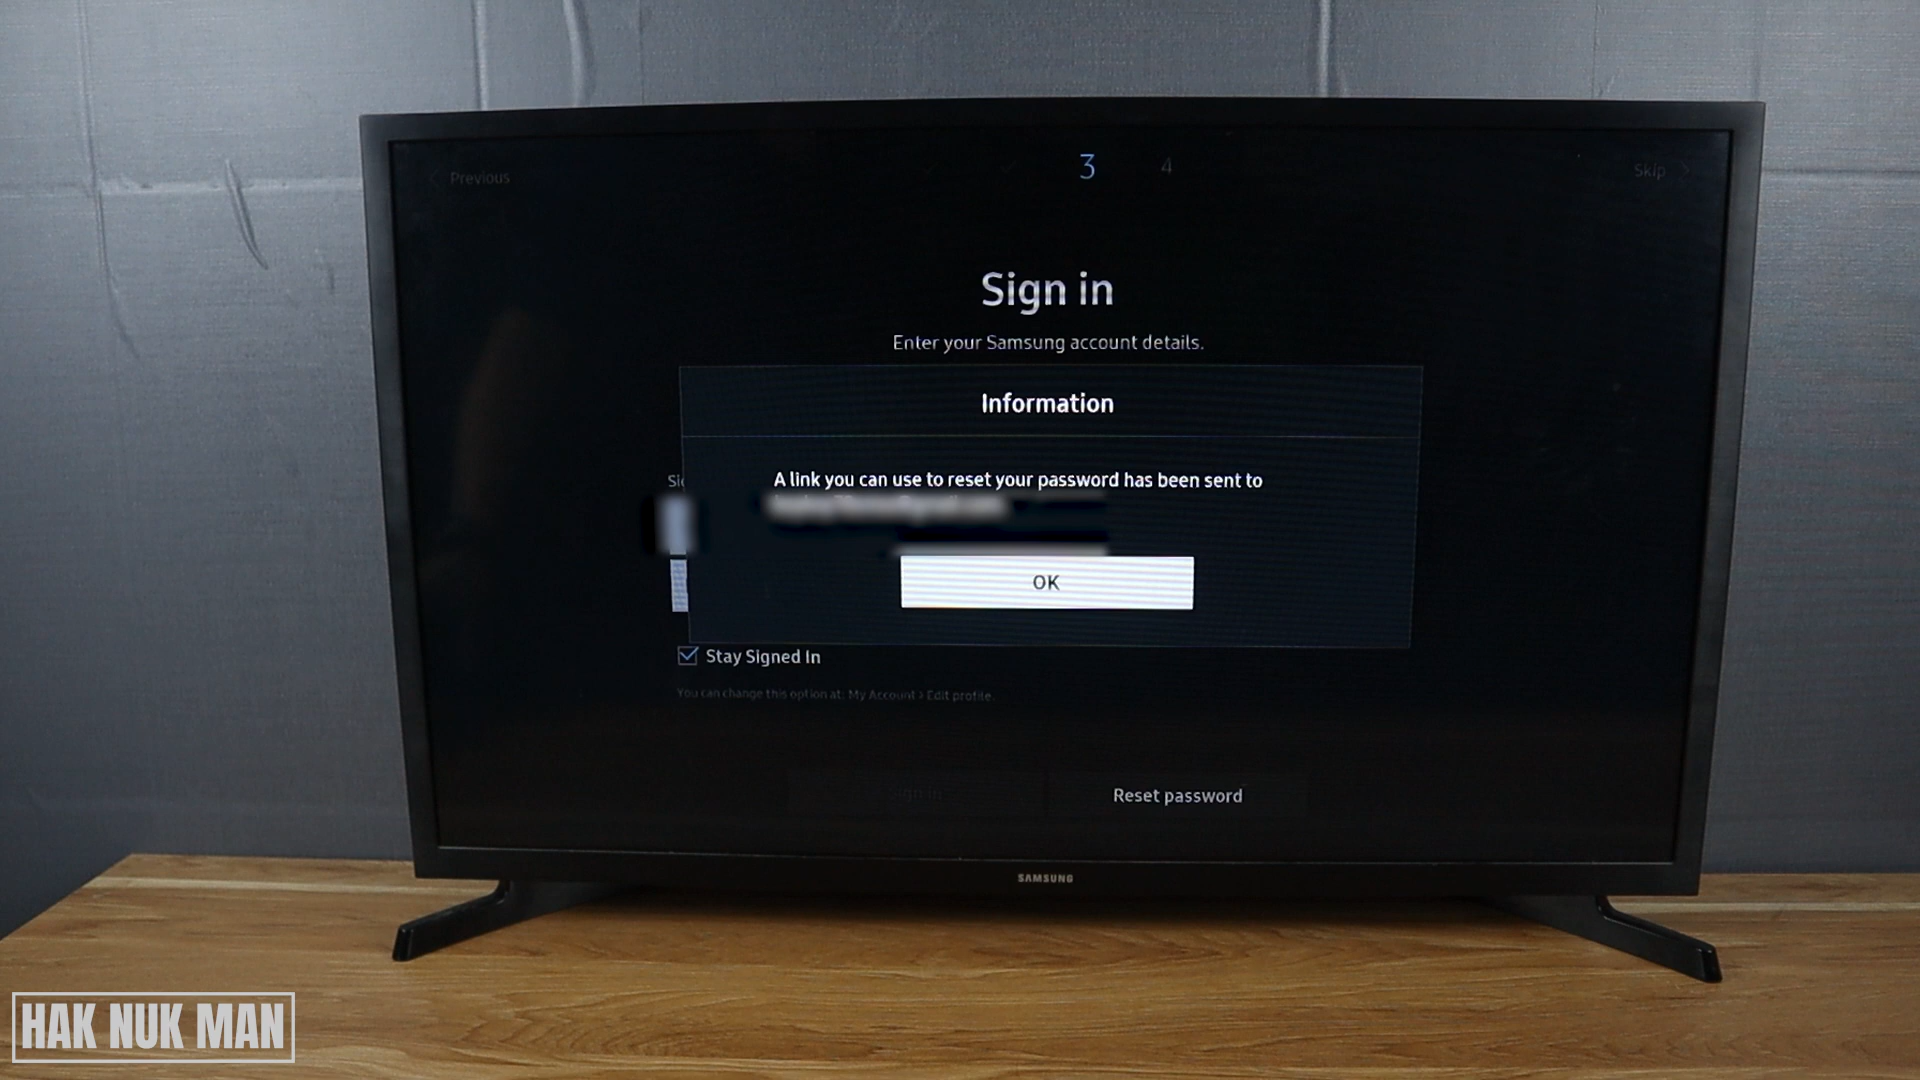 Previous
3
4
Skip
Sign in
Enter your Samsung account details.
Information
A link you can use to reset your password has been sent to
OK
Stay Signed In
You can change this option at: My Account > Edit profile.
Reset password
SAMSUNG
HAK NUK MAN